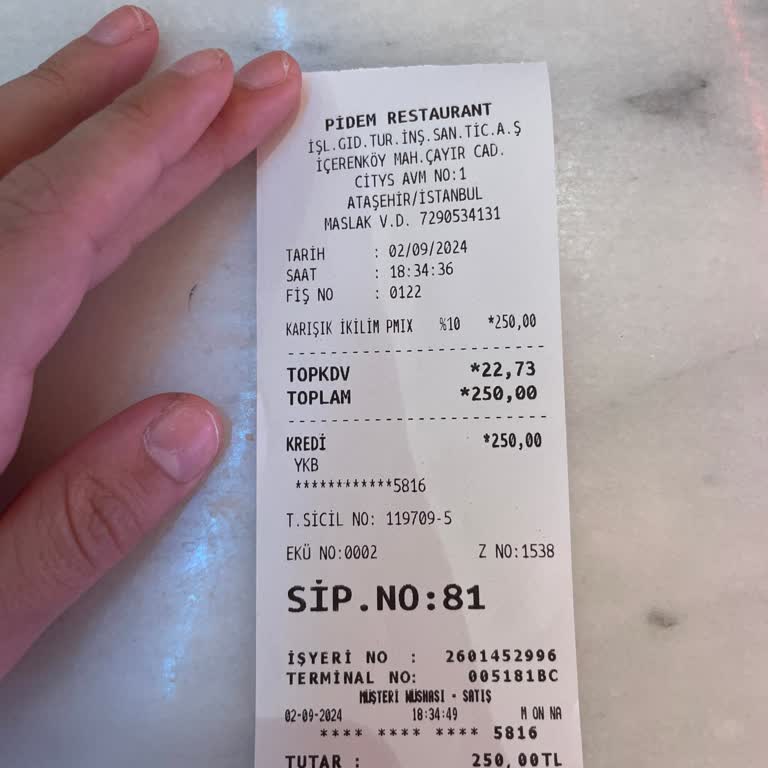 PİDEM RESTAURANT
İŞL.GID.TUR.İNŞ.SAN.TİC.A.Ş
İÇERENKÖY MAH.ÇAYIR CAD.
CİTYS AVM NO:1
ATAŞEHİR/İSTANBUL
MASLAK V.D. 7290534131
TARİH : 02/09/2024
SAAT : 18:34:36
FİŞ NO : 0122
KARIŞIK İKİLİM PMIX %10 *250,00
TOPKDV *22,73
TOPLAM *250,00
KREDİ *250,00
YKB
************5816
T.SİCİL NO: 119709-5
EKÜ NO:0002 Z NO:1538
SİP.NO:81
İŞYERİ NO : 2601452996
TERMINAL NO: 005181BC
MÜŞTERİ NÜSHASI - SATIŞ
02-09-2024 18:34:49 M ON NA
**** **** **** 5816
TUTAR : 250,00TL